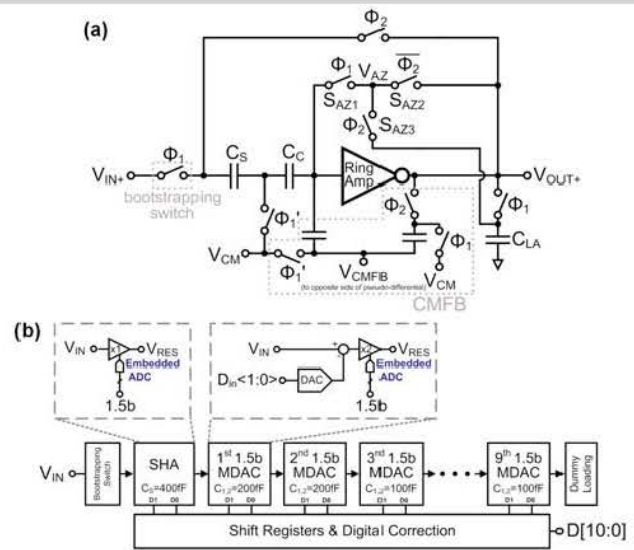 (a)
Φ2
Φ1
VAZ
Φ2
SAZ1
SAZ2
Φ2
SAZ3
Φ1
CS
CC
VIN+
Ring
Amp
VOUT+
bootstrapping
switch
Φ1'
Φ2
Φ1
Φ1
CLA
VCM
Φ1'
VCMFB
VCM
(to opposite side of pseudo-differential)
CMFB
(b)
VIN
x1
VRES
Embedded
ADC
1.5b
VIN
+
-
x2
VRES
Din<1:0>
DAC
Embedded
ADC
1.5b
VIN
Bootstrapping
Switch
SHA
CS=400fF
D1 D0
1st 1.5b
MDAC
C1,2=200fF
D1 D0
2nd 1.5b
MDAC
C1,2=200fF
D1 D0
3nd 1.5b
MDAC
C1,2=100fF
D1 D0
9th 1.5b
MDAC
C1,2=100fF
D1 D0
Dummy
Loading
Shift Registers & Digital Correction
D[10:0]